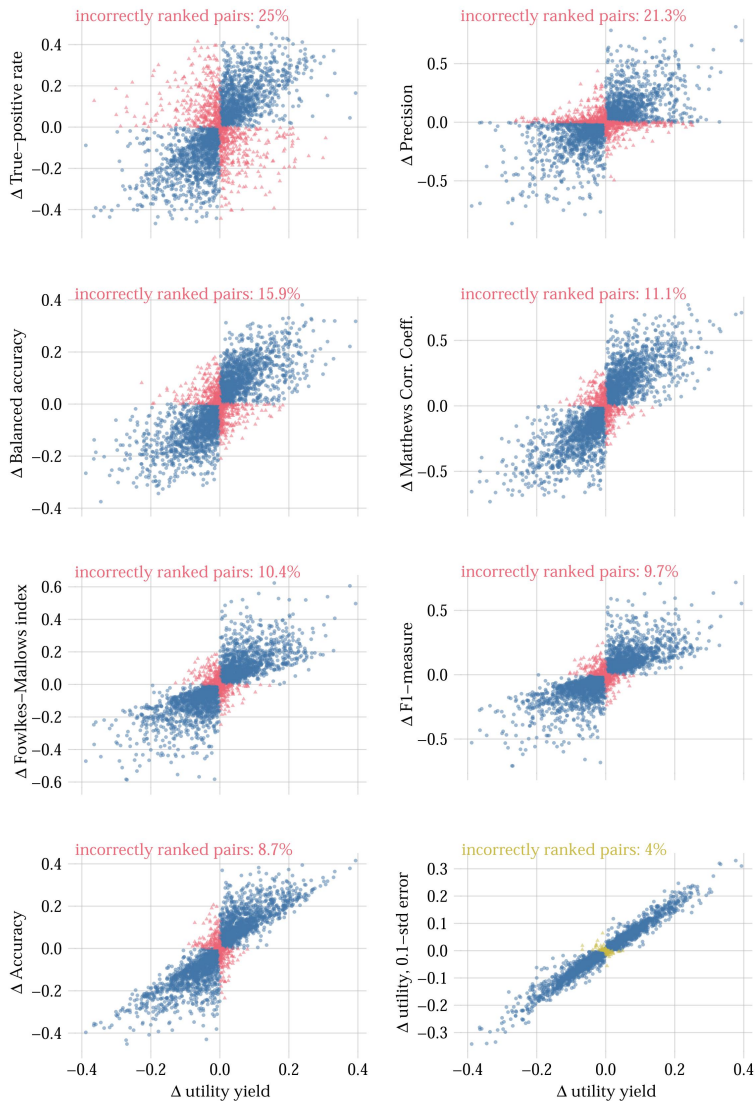 incorrectly ranked pairs: 25%
0.4
0.2
0.0
−0.2
−0.4
Δ True−positive rate
incorrectly ranked pairs: 21.3%
0.5
0.0
−0.5
Δ Precision
incorrectly ranked pairs: 15.9%
0.4
0.2
0.0
−0.2
−0.4
Δ Balanced accuracy
incorrectly ranked pairs: 11.1%
0.5
0.0
−0.5
Δ Matthews Corr. Coeff.
incorrectly ranked pairs: 10.4%
0.6
0.4
0.2
0.0
−0.2
−0.4
−0.6
Δ Fowlkes−Mallows index
incorrectly ranked pairs: 9.7%
0.5
0.0
−0.5
Δ F1−measure
incorrectly ranked pairs: 8.7%
0.4
0.2
0.0
−0.2
−0.4
Δ Accuracy
−0.4 −0.2 0.0 0.2 0.4
Δ utility yield
incorrectly ranked pairs: 4%
0.3
0.2
0.1
0.0
−0.1
−0.2
−0.3
Δ utility, 0.1−std error
−0.4 −0.2 0.0 0.2 0.4
Δ utility yield